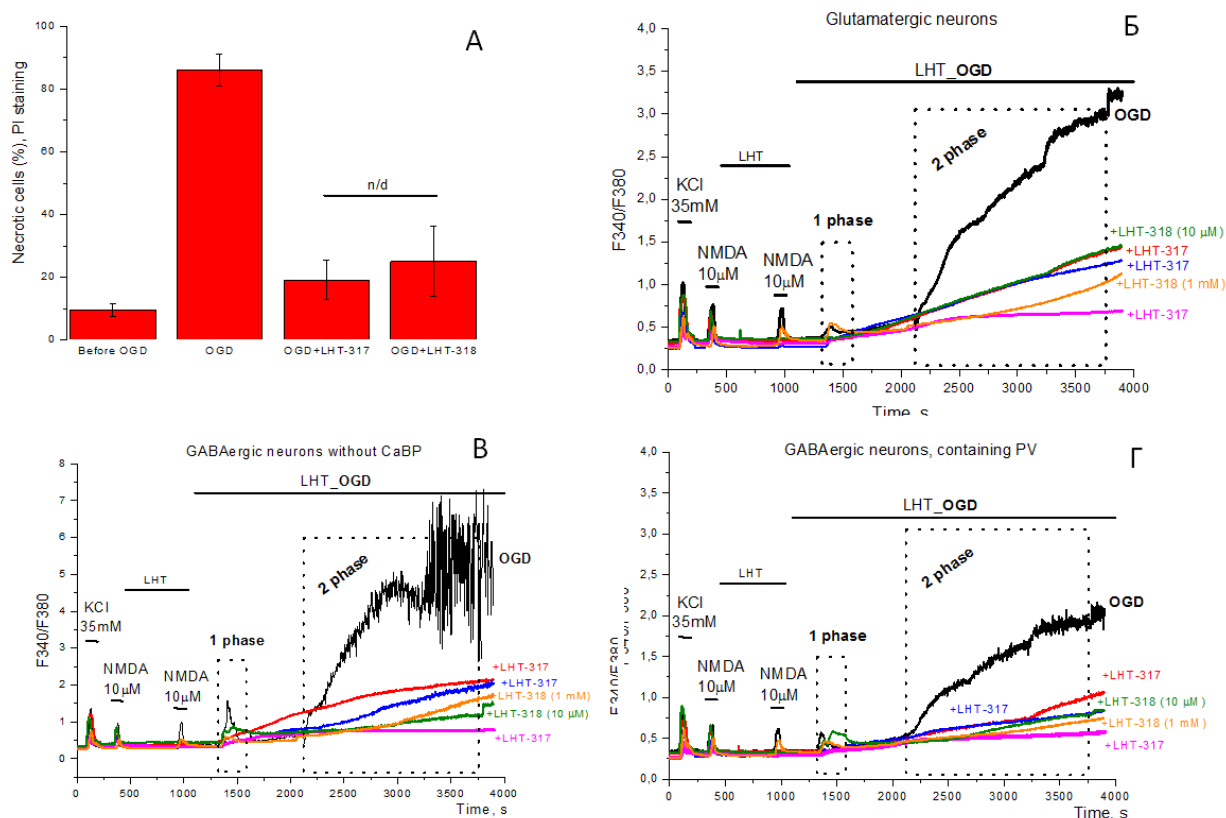 А
Necrotic cells (%), PI staining
100
80
60
40
20
0
n/d
Before OGD
OGD
OGD+LHT-317
OGD+LHT-318
Glutamatergic neurons
Б
F340/F380
4,0
3,5
3,0
2,5
2,0
1,5
1,0
0,5
0,0
LHT_OGD
OGD
2 phase
LHT
KCl
35mM
1 phase
NMDA
10μM
NMDA
10μM
+LHT-318 (10 μM)
+LHT-317
+LHT-317
+LHT-318 (1 mM)
+LHT-317
0
500
1000
1500
2000
2500
3000
3500
4000
Time, s
GABAergic neurons without CaBP
В
F340/F380
8
7
6
5
4
3
2
1
0
LHT_OGD
OGD
2 phase
LHT
KCl
35mM
1 phase
NMDA
10μM
NMDA
10μM
+LHT-317
+LHT-317
+LHT-318 (1 mM)
+LHT-318 (10 μM)
+LHT-317
0
500
1000
1500
2000
2500
3000
3500
4000
Time, s
GABAergic neurons, containing PV
Г
F340/F380
4,0
3,5
3,0
2,5
2,0
1,5
1,0
0,5
0,0
LHT_OGD
2 phase
LHT
KCl
35mM
1 phase
OGD
NMDA
10μM
NMDA
10μM
+LHT-317
+LHT-317
+LHT-318 (10 μM)
+LHT-318 (1 mM)
+LHT-317
0
500
1000
1500
2000
2500
3000
3500
4000
Time, s